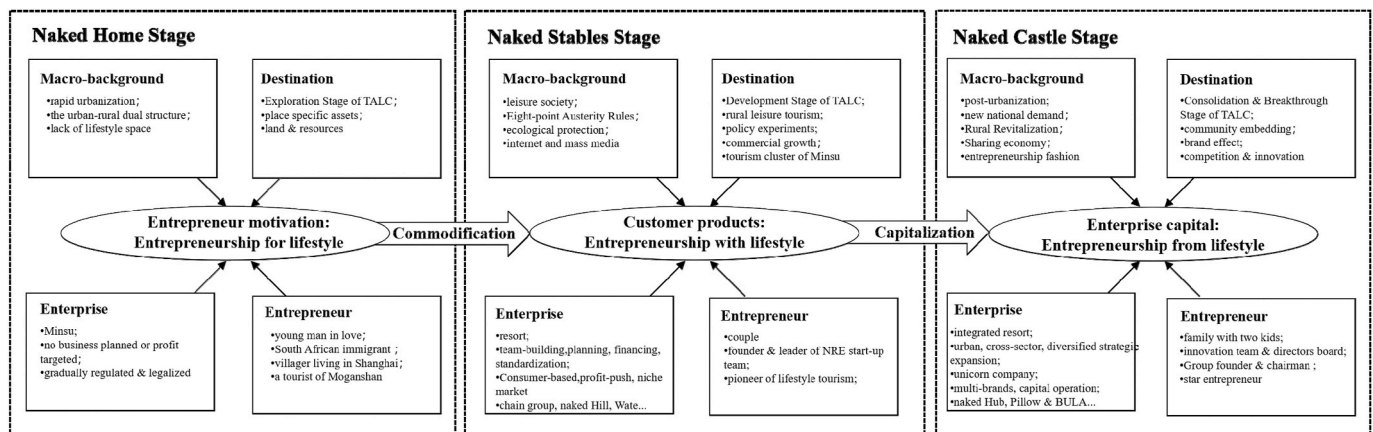 Naked Home Stage
Macro-background
•rapid urbanization;
•the urban-rual dual structure;
•lack of lifestyle space
Destination
•Exploration Stage of TALC;
•place specific assets;
•land & resources
Entrepreneur motivation:
Entrepreneurship for lifestyle
Enterprise
•Minsu;
•no business planned or profit
targeted;
•gradually regulated & legalized
Entrepreneur
•young man in love;
•South African immigrant ;
•villager living in Shanghai;
•a tourist of Moganshan
Commodification
Naked Stables Stage
Macro-background
•leisure society;
•Eight-point Austerity Rules;
•ecological protection;
•internet and mass media
Destination
•Development Stage of TALC;
•rural leisure tourism;
•policy experiments;
•commercial growth;
•tourism cluster of Minsu
Customer products:
Entrepreneurship with lifestyle
Enterprise
•resort;
•team-building,planning, financing,
standardization;
•Consumer-based,profit-push, niche
market
•chain group, naked Hill, Wate...
Entrepreneur
•couple
•founder & leader of NRE start-up
team;
•pioneer of lifestyle tourism;
Capitalization
Naked Castle Stage
Macro-background
•post-urbanization;
•new national demand;
•Rural Revitalization;
•Sharing economy;
•entrepreneurship fashion
Destination
•Consolidation & Breakthrough
Stage of TALC;
•community embedding;
•brand effect;
•competition & innovation
Enterprise capital:
Entrepreneurship from lifestyle
Enterprise
•integrated resort;
•urban, cross-sector, diversified strategic
expansion;
•unicorn company;
•multi-brands, capital operation;
•naked Hub, Pillow & BULA...
Entrepreneur
•family with two kids;
•innovation team & directors board;
•Group founder & chairman ;
•star entrepreneur